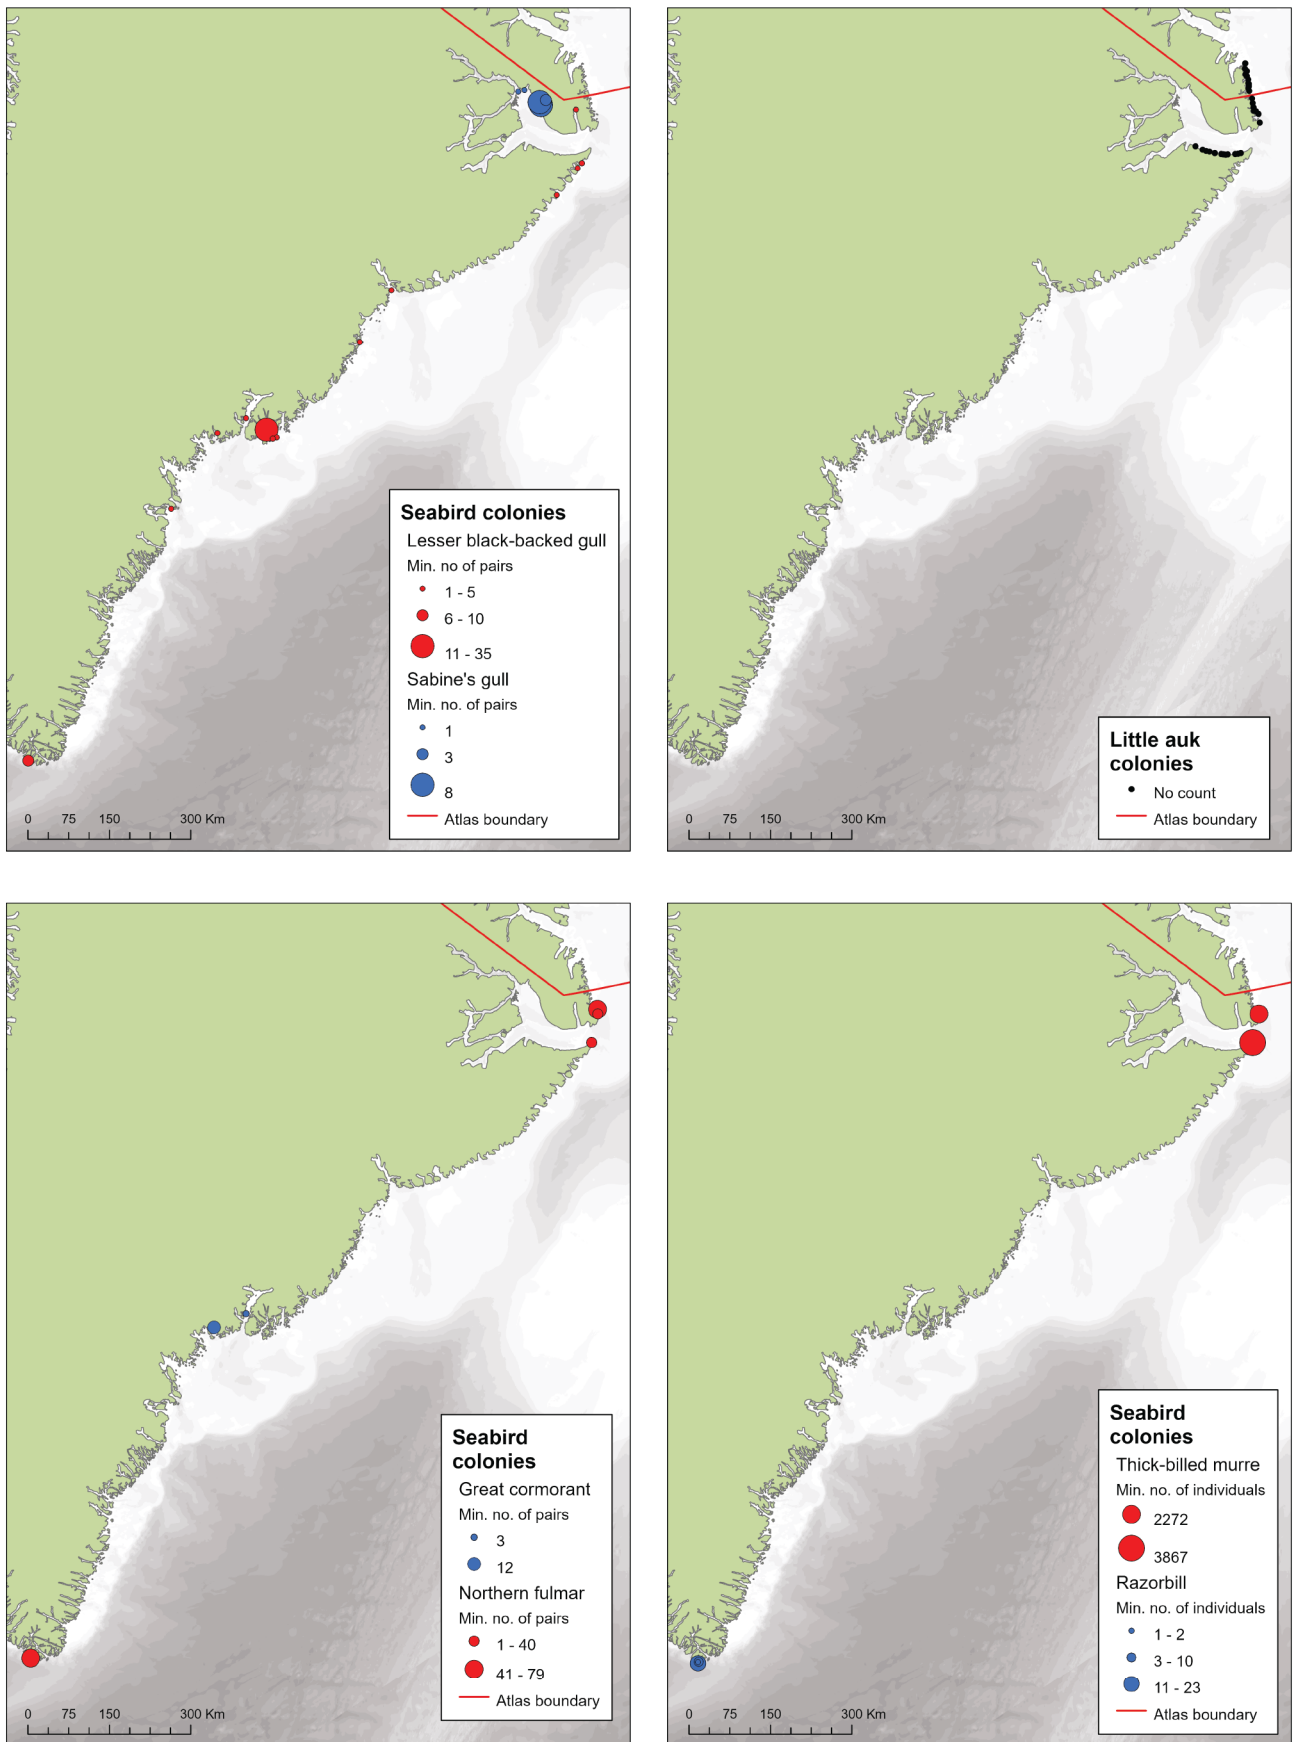 Seabird colonies
Lesser black-backed gull
Min. no of pairs
1 - 5
6 - 10
11 - 35
Sabine's gull
Min. no. of pairs
1
3
8
Atlas boundary
0 75 150 300 Km
Little auk
colonies
No count
Atlas boundary
0 75 150 300 Km
Seabird
colonies
Great cormorant
Min. no. of pairs
3
12
Northern fulmar
Min. no. of pairs
1 - 40
41 - 79
Atlas boundary
0 75 150 300 Km
Seabird
colonies
Thick-billed murre
Min. no. of individuals
2272
3867
Razorbill
Min. no. of individuals
1 - 2
3 - 10
11 - 23
Atlas boundary
0 75 150 300 Km